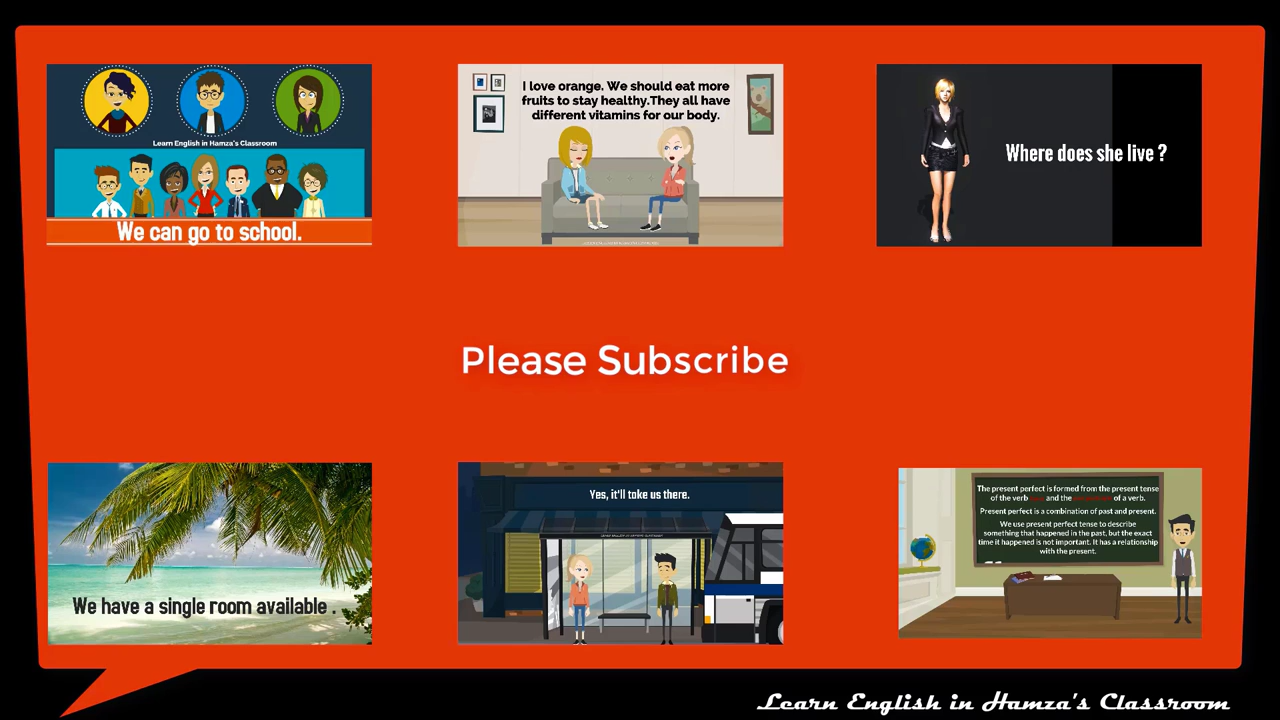 Learn English in Hamza's Classroom
We can go to school.
I love orange. We should eat more
fruits to stay healthy.They all have
different vitamins for our body.
Where does she live ?
Please Subscribe
We have a single room available .
Yes, it'll take us there.
The present perfect is formed from the present tense
of the verb and the of a verb.
Present perfect is a combination of past and present.
We use present perfect tense to describe
something that happened in the past, but the exact
time it happened is not important. It has a relationship
with the present.
Learn English in Hamza's Classroom